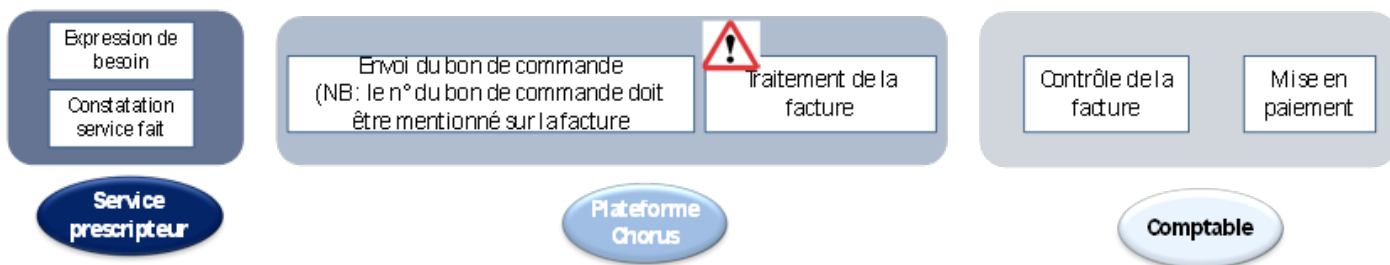 Expression de
besoin
Constatation
service fait
Envoi du bon de commande
(NB: le n° du bon de commande doit
être mentionné sur la facture
!
Traitement de la
facture
Contrôle de la
facture
Mise en
paiement
Service
prescripteur
Plateforme
Chorus
Comptable